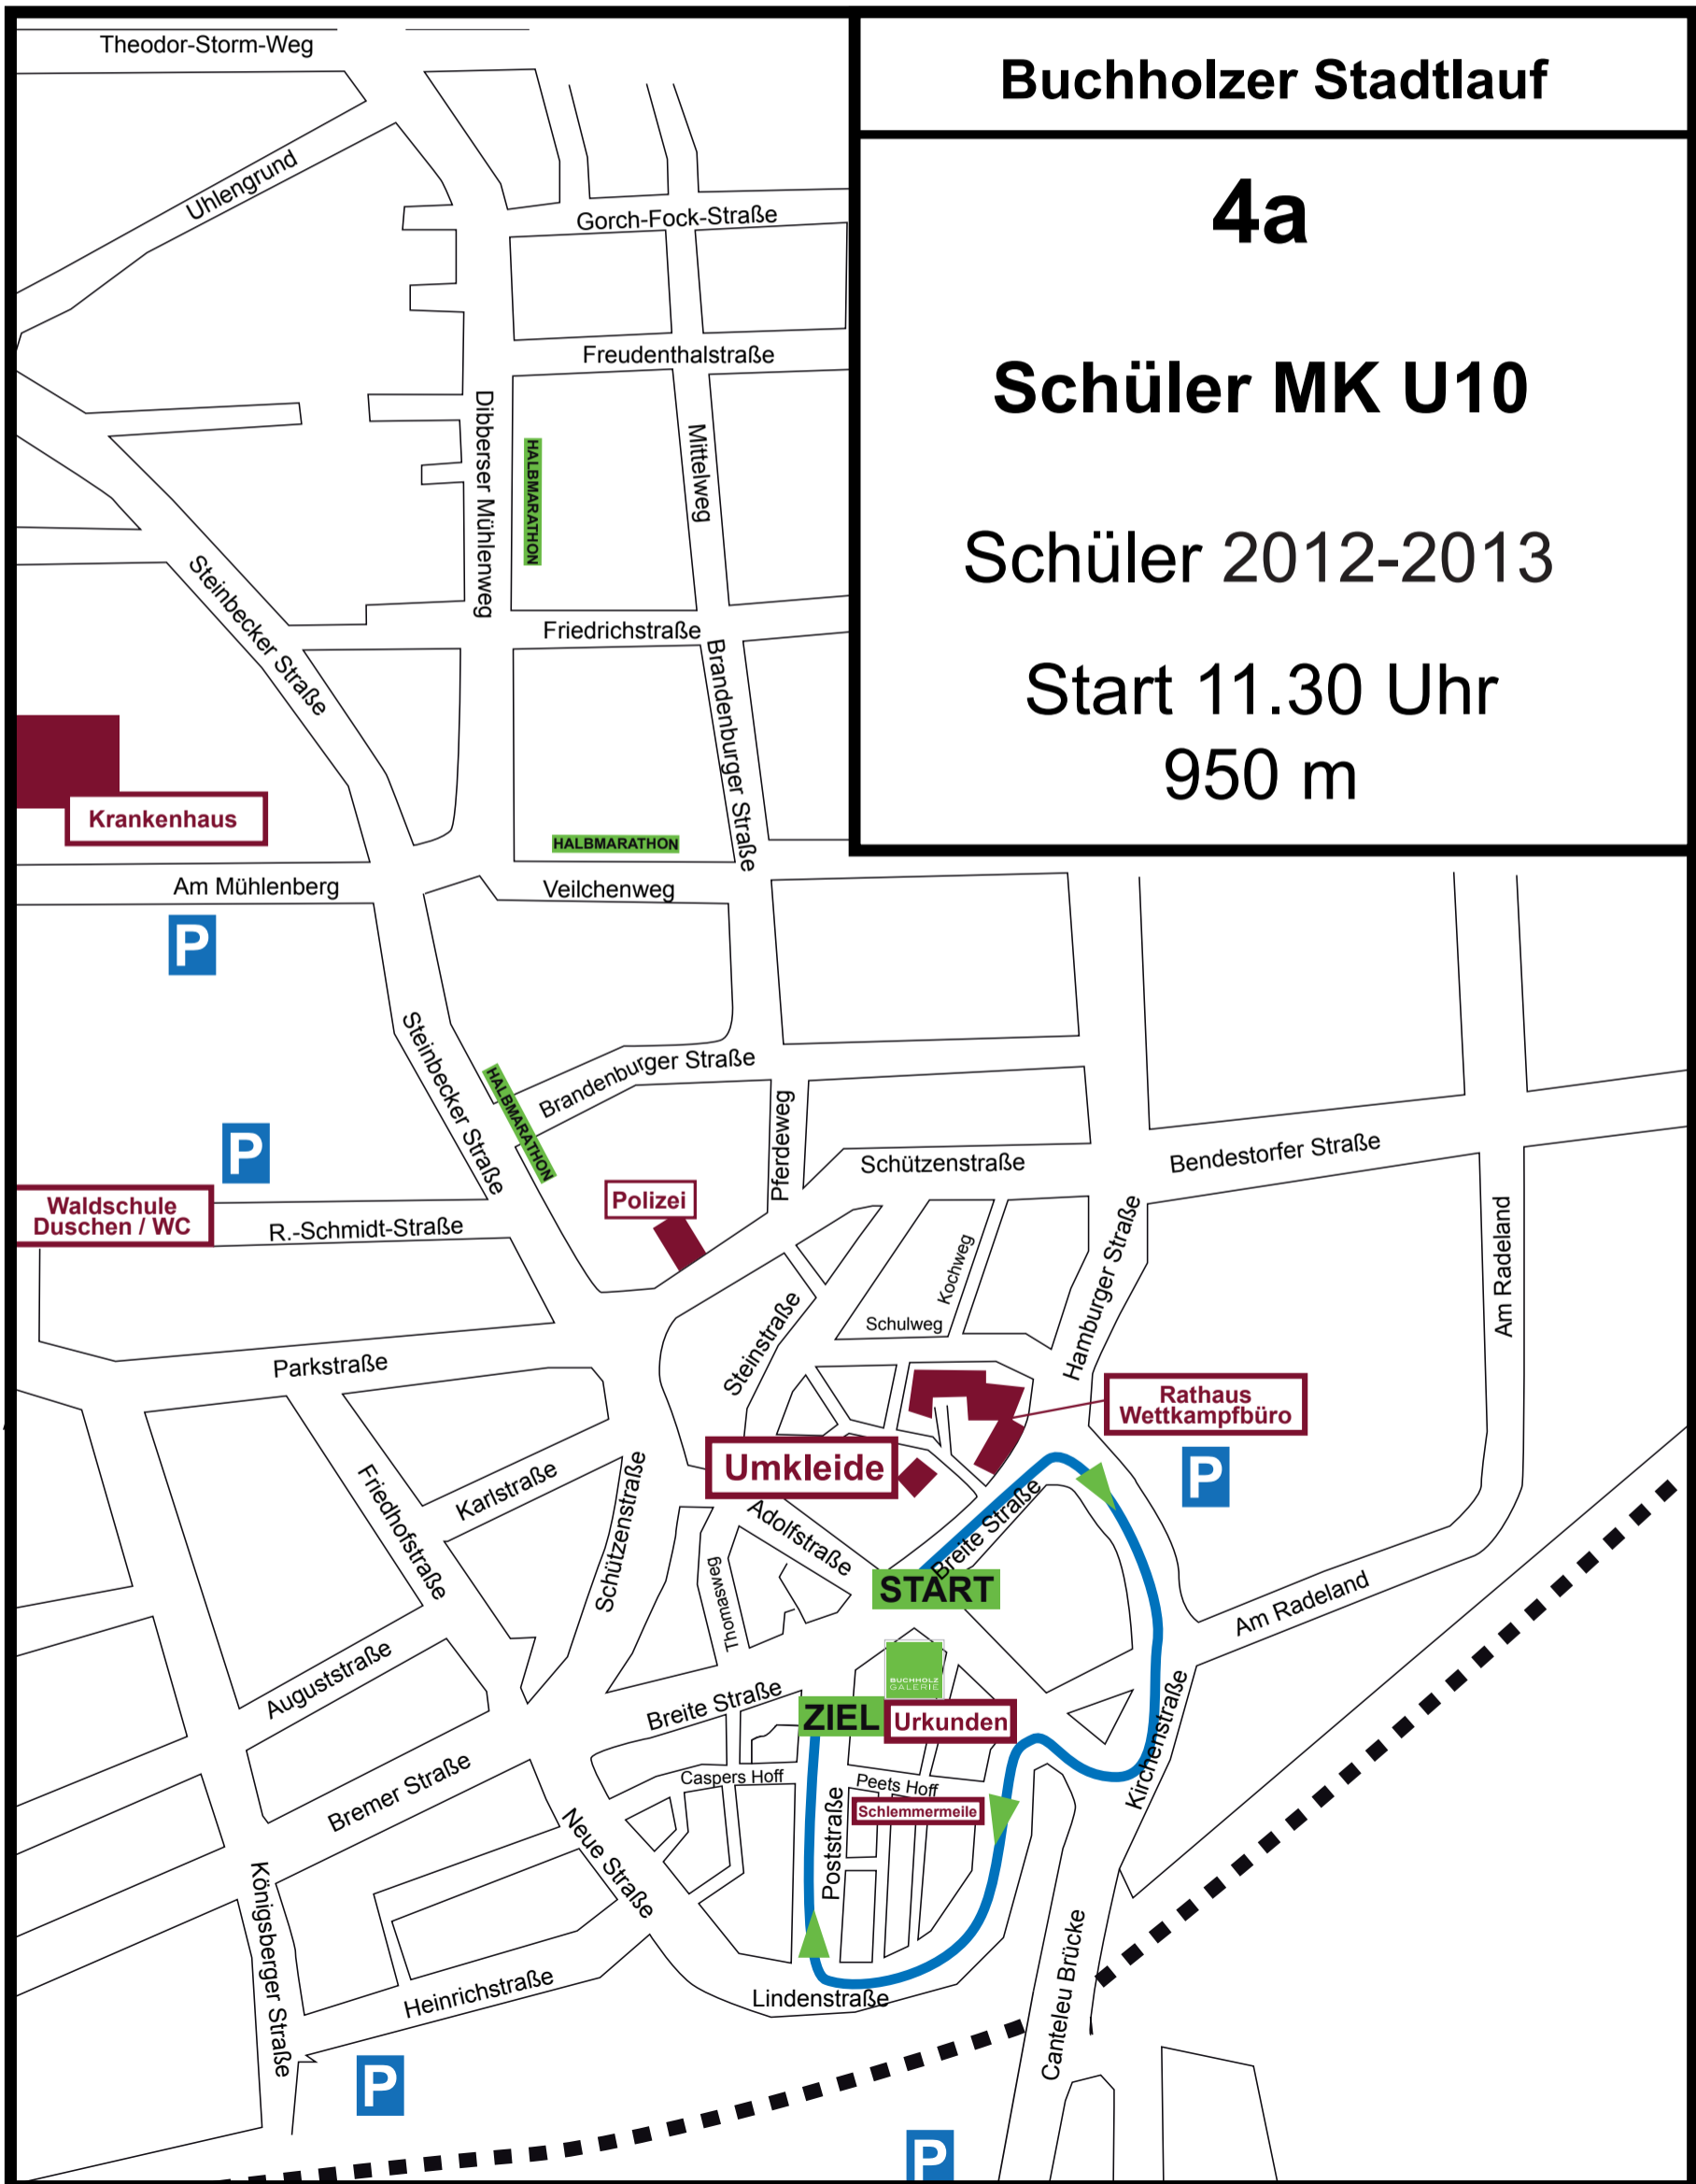 Buchholzer Stadtlauf
4a
Schüler MK U10
Schüler 2012-2013
Start 11.30 Uhr
950 m
Theodor-Storm-Weg
Uhlengrund
Gorch-Fock-Straße
Freudenthalstraße
Dibberser Mühlenweg
HALBMARATHON
Mittelweg
Steinbecker Straße
Friedrichstraße
Brandenburger Straße
Krankenhaus
HALBMARATHON
Am Mühlenberg
Veilchenweg
P
Steinbecker Straße
HALBMARATHON
Brandenburger Straße
Pferdeweg
P
Schützenstraße
Bendestorfer Straße
Waldschule
Duschen / WC
R.-Schmidt-Straße
Polizei
Kochweg
Hamburger Straße
Am Radeland
Schulweg
Steinstraße
Parkstraße
Rathaus
Wettkampfbüro
Umkleide
P
Friedhofstraße
Karlstraße
Schützenstraße
Adolfstraße
Breite Straße
Thomasweg
START
Am Radeland
Auguststraße
BUCHHOLZ
GALERIE
Breite Straße
ZIEL
Urkunden
Kirchenstraße
Bremer Straße
Caspers Hoff
Peets Hoff
Schlemmermeile
Neue Straße
Poststraße
Königsberger Straße
Heinrichstraße
Lindenstraße
Canteleu Brücke
P
P